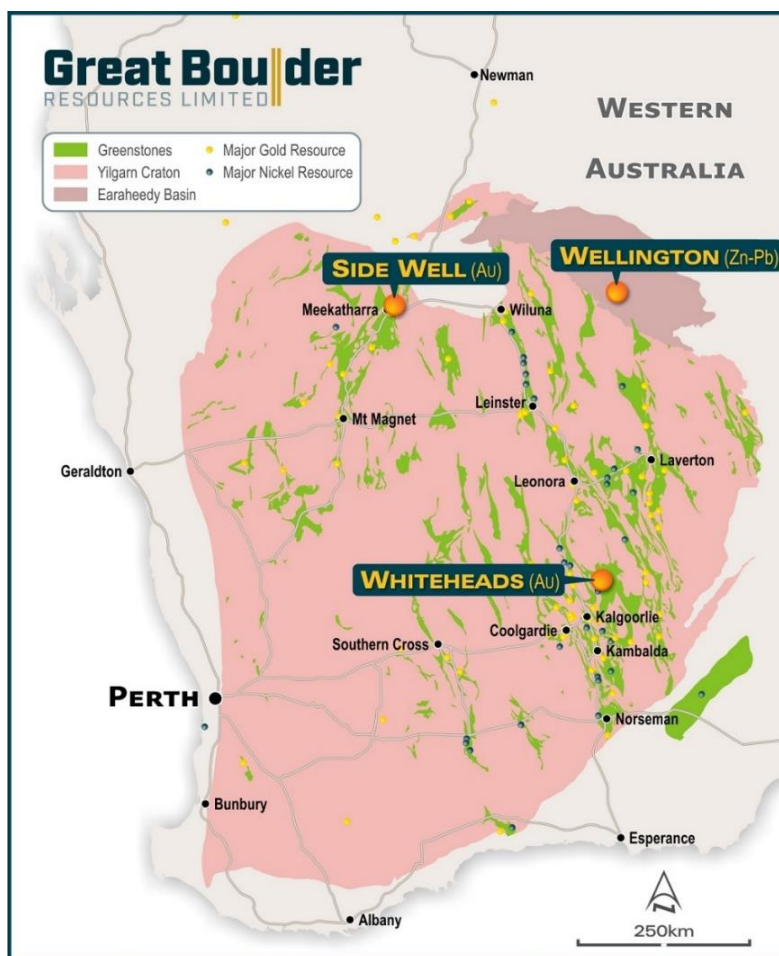 Great Boulder
RESOURCES LIMITED
Newman
WESTERN
AUSTRALIA
Greenstones
Major Gold Resource
Yilgarn Craton
Major Nickel Resource
Earaheedy Basin
SIDE WELL (Au)
WELLINGTON (Zn-Pb)
Meekatharra
Wiluna
Leinster
Mt Magnet
Geraldton
Laverton
Leonora
WHITEHEADS (Au)
Kalgoorlie
Coolgardie
Southern Cross
Kambalda
PERTH
Norseman
Bunbury
Esperance
Albany
N
250km